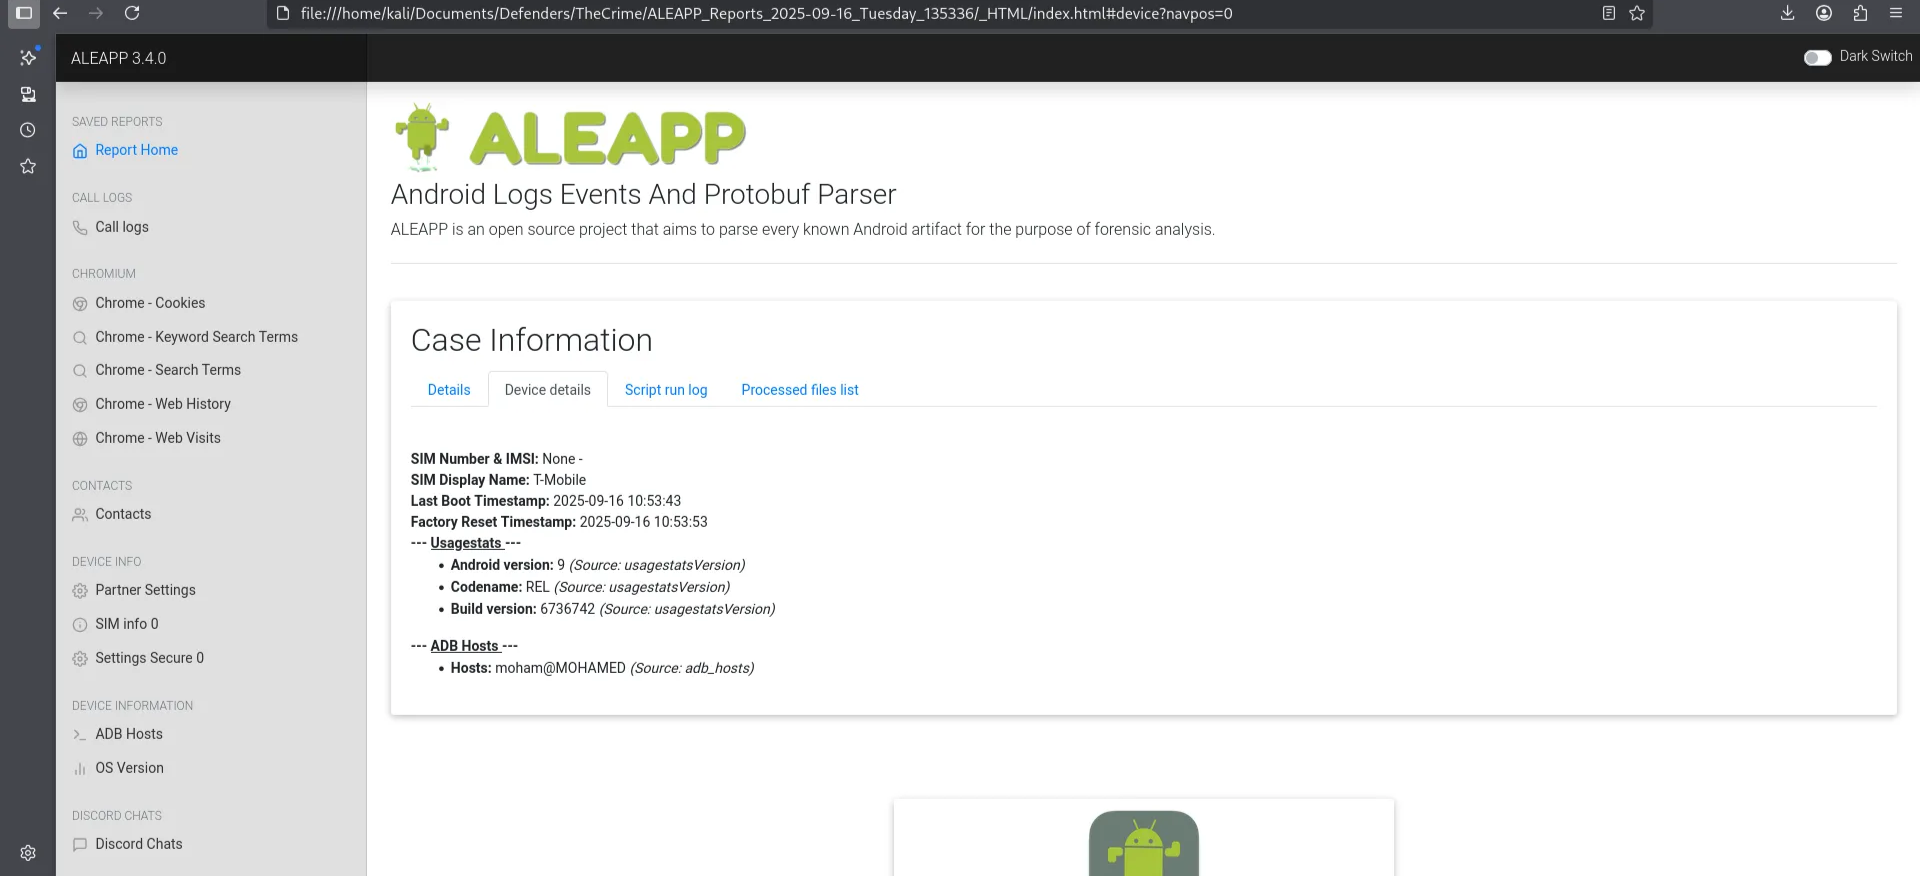 file:///home/kali/Documents/Defenders/TheCrime/ALEAPP_Reports_2025-09-16_Tuesday_135336/_HTML/index.html#device?navpos=0
ALEAPP 3.4.0
Dark Switch
SAVED REPORTS
Report Home
CALL LOGS
Call logs
CHROMIUM
Chrome - Cookies
Chrome - Keyword Search Terms
Chrome - Search Terms
Chrome - Web History
Chrome - Web Visits
CONTACTS
Contacts
DEVICE INFO
Partner Settings
SIM info 0
Settings Secure 0
DEVICE INFORMATION
ADB Hosts
OS Version
DISCORD CHATS
Discord Chats
ALEAPP
Android Logs Events And Protobuf Parser
ALEAPP is an open source project that aims to parse every known Android artifact for the purpose of forensic analysis.
Case Information
Details
Device details
Script run log
Processed files list
SIM Number & IMSI: None -
SIM Display Name: T-Mobile
Last Boot Timestamp: 2025-09-16 10:53:43
Factory Reset Timestamp: 2025-09-16 10:53:53
--- Usagestats ---
• Android version: 9 (Source: usagestatsVersion)
• Codename: REL (Source: usagestatsVersion)
• Build version: 6736742 (Source: usagestatsVersion)
--- ADB Hosts ---
• Hosts: moham@MOHAMED (Source: adb_hosts)